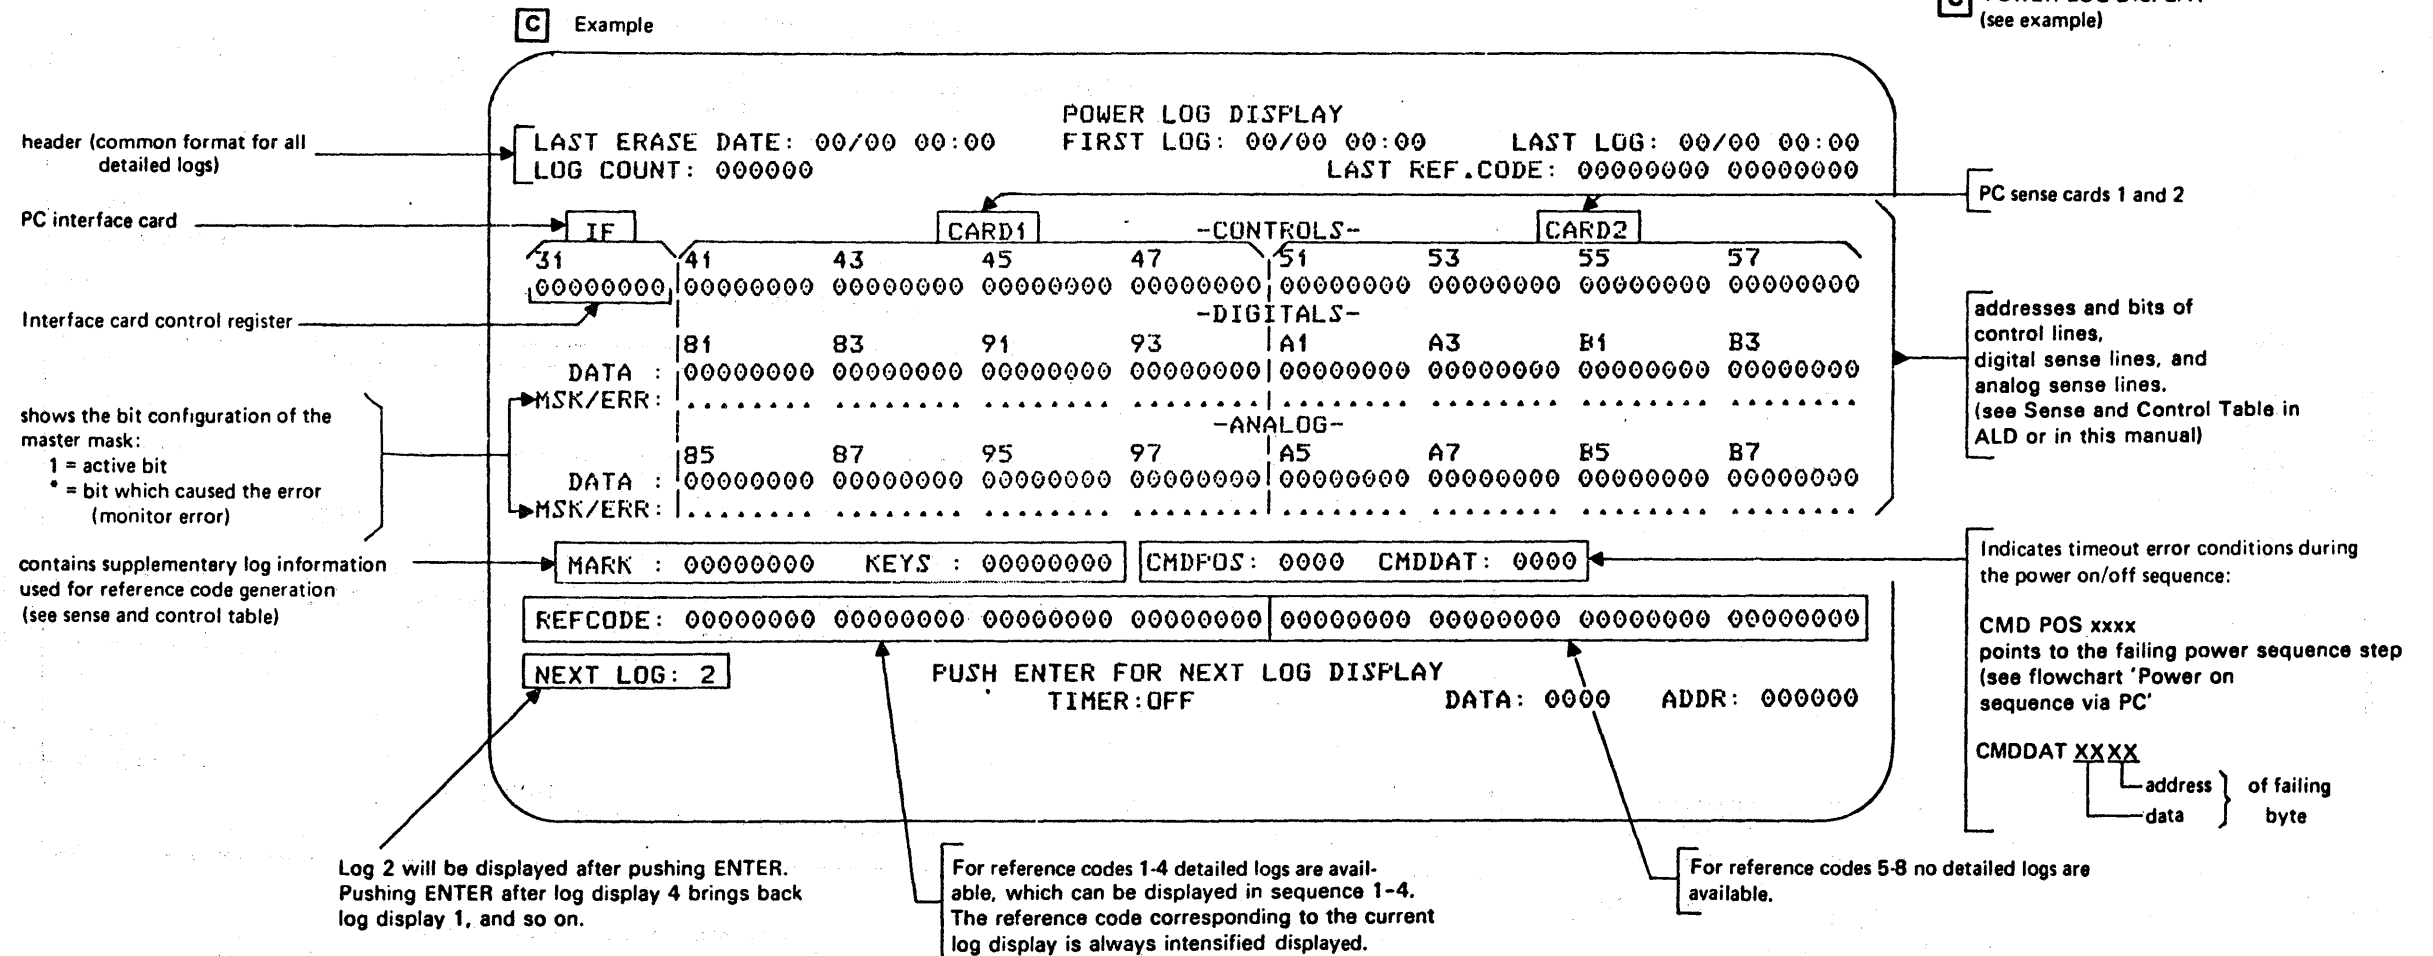 C Example
(see example)
POWER LOG DISPLAY
LAST ERASE DATE: 00/00 00:00 FIRST LOG: 00/00 00:00 LAST LOG: 00/00 00:00
LOG COUNT: 000000 LAST REF.CODE: 00000000 00000000
header (common format for all
detailed logs)
PC interface card
PC sense cards 1 and 2
IF CARD1 -CONTROLS- CARD2
31 41 43 45 47 51 53 55 57
00000000 00000000 00000000 00000000 00000000 00000000 00000000 00000000 00000000
Interface card control register
-DIGITALS-
81 83 91 93 A1 A3 B1 B3
DATA : 00000000 00000000 00000000 00000000 00000000 00000000 00000000 00000000
MSK/ERR: ........ ........ ........ ........ ........ ........ ........ ........
-ANALOG-
85 87 95 97 A5 A7 B5 B7
DATA : 00000000 00000000 00000000 00000000 00000000 00000000 00000000 00000000
MSK/ERR: ........ ........ ........ ........ ........ ........ ........ ........
shows the bit configuration of the
master mask:
1 = active bit
* = bit which caused the error
(monitor error)
addresses and bits of
control lines,
digital sense lines, and
analog sense lines.
(see Sense and Control Table in
ALD or in this manual)
contains supplementary log information
used for reference code generation
(see sense and control table)
MARK : 00000000 KEYS : 00000000 CMDPOS: 0000 CMDDAT: 0000
REFCODE: 00000000 00000000 00000000 00000000 00000000 00000000 00000000 00000000
NEXT LOG: 2 PUSH ENTER FOR NEXT LOG DISPLAY
TIMER:OFF DATA: 0000 ADDR: 000000
Indicates timeout error conditions during
the power on/off sequence:
CMD POS xxxx
points to the failing power sequence step
(see flowchart 'Power on
sequence via PC'
CMDDAT XXXX
address of failing
data byte
Log 2 will be displayed after pushing ENTER.
Pushing ENTER after log display 4 brings back
log display 1, and so on.
For reference codes 1-4 detailed logs are avail-
able, which can be displayed in sequence 1-4.
The reference code corresponding to the current
log display is always intensified displayed.
For reference codes 5-8 no detailed logs are
available.